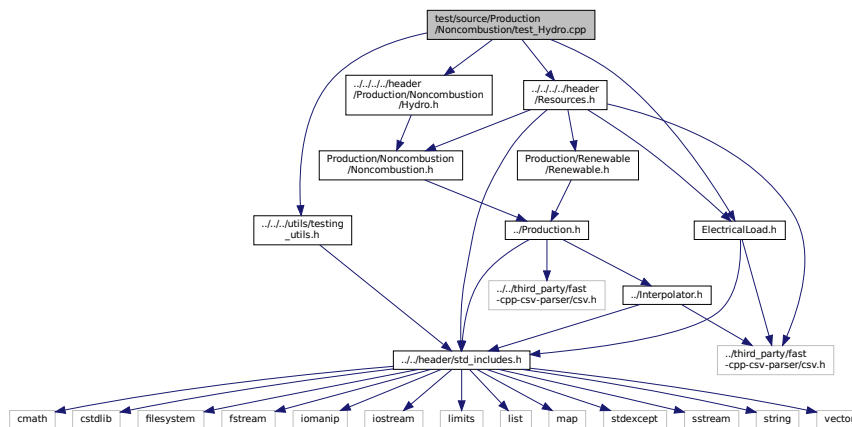 test/source/Production
/Noncombustion/test_Hydro.cpp
../../../../header
/Production/Noncombustion
/Hydro.h
../../../../header
/Resources.h
Production/Noncombustion
/Noncombustion.h
Production/Renewable
/Renewable.h
../../../utils/testing
_utils.h
../Production.h
ElectricalLoad.h
../../third_party/fast
-cpp-csv-parser/csv.h
../Interpolator.h
../../header/std_includes.h
../third_party/fast
-cpp-csv-parser/csv.h
cmath
cstdlib
filesystem
fstream
iomanip
iostream
limits
list
map
stdexcept
sstream
string
vector